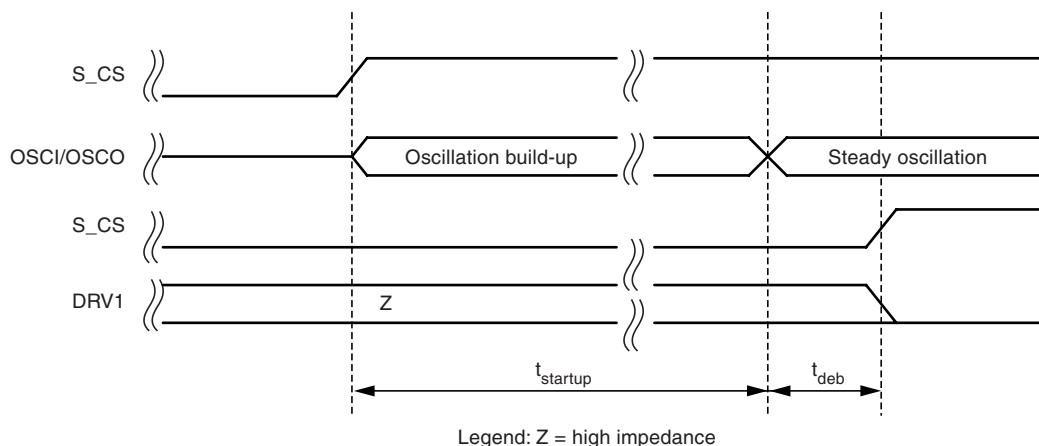 S_CS
OSCI/OSCO
Oscillation build-up
Steady oscillation
S_CS
DRV1
Z
tstartup
tdeb
Legend: Z = high impedance